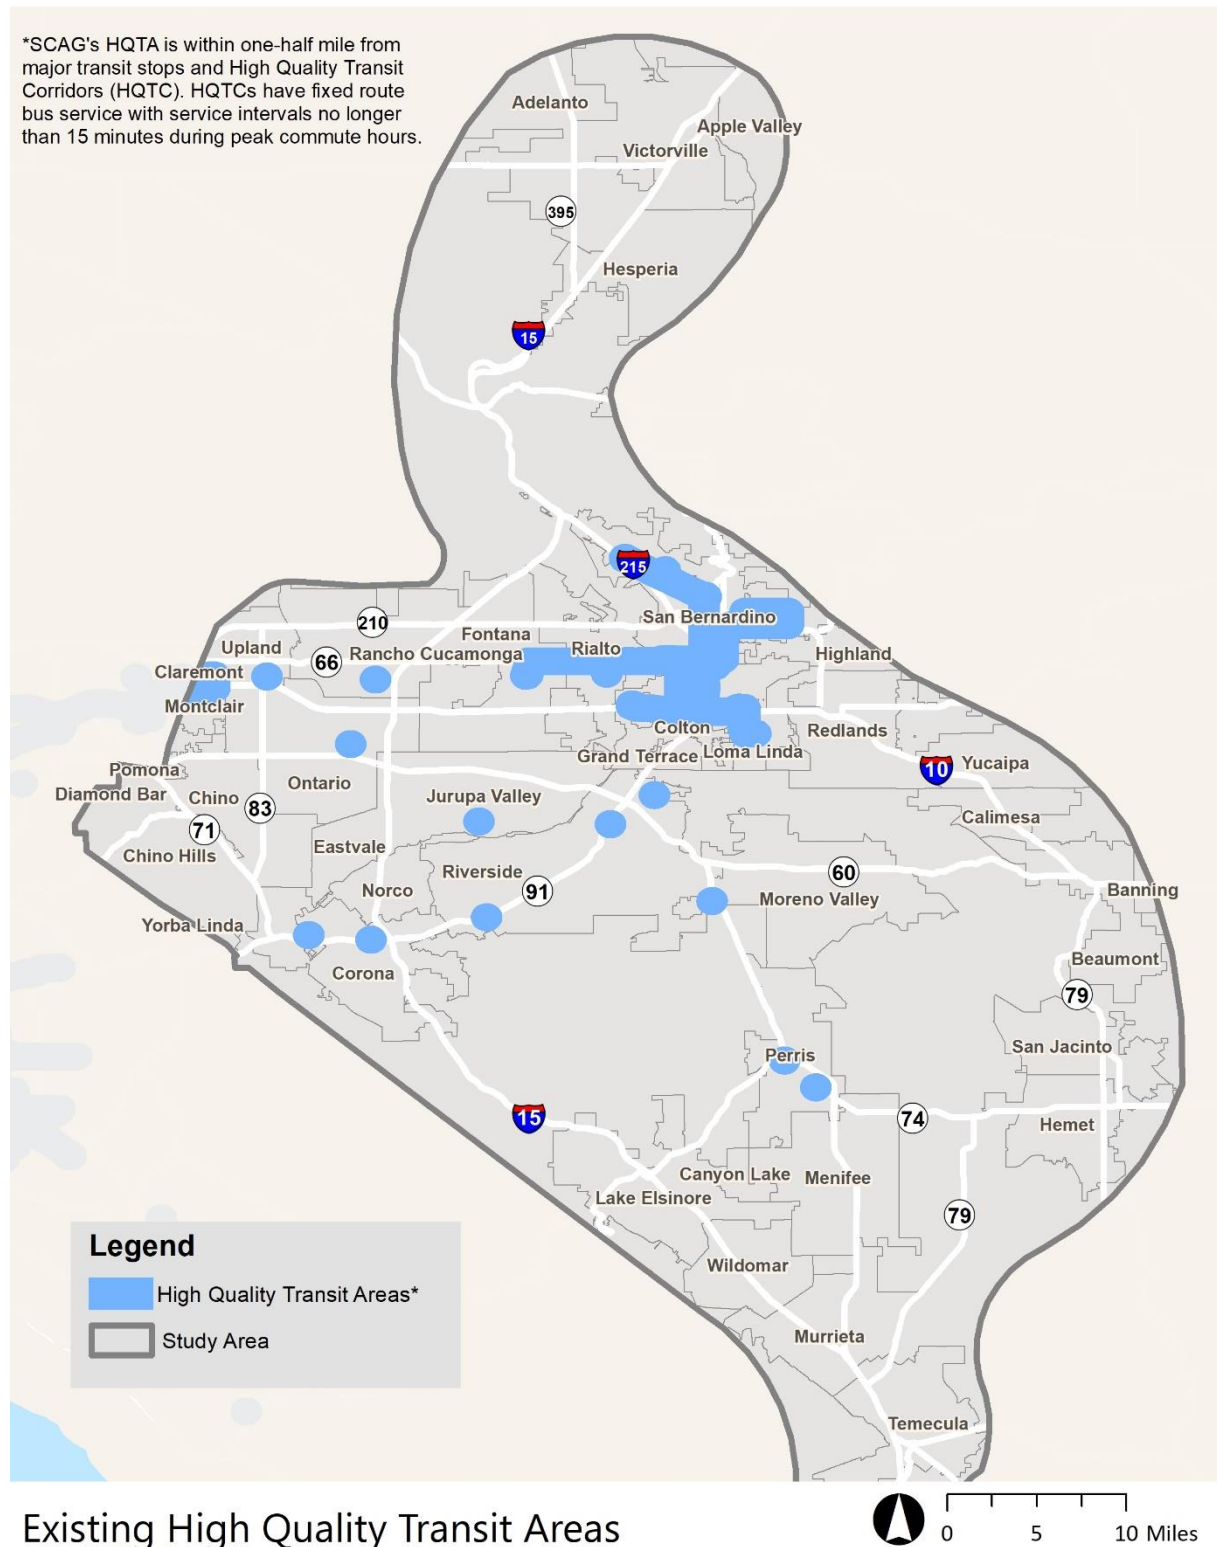 *SCAG's HQTA is within one-half mile from
major transit stops and High Quality Transit
Corridors (HQTC). HQTCs have fixed route
bus service with service intervals no longer
than 15 minutes during peak commute hours.
Adelanto
Apple Valley
Victorville
395
Hesperia
15
215
San Bernardino
210
Fontana
Upland
66
Rancho Cucamonga
Rialto
Highland
Claremont
Montclair
Colton
Redlands
Grand Terrace
Loma Linda
Pomona
10
Yucaipa
Ontario
Diamond Bar
Chino
83
Jurupa Valley
Calimesa
71
Chino Hills
Eastvale
Riverside
60
Norco
91
Moreno Valley
Banning
Yorba Linda
Corona
Beaumont
79
San Jacinto
Perris
15
74
Hemet
Canyon Lake
Menifee
Lake Elsinore
79
Wildomar
Murrieta
Temecula
Legend
High Quality Transit Areas*
Study Area
Existing High Quality Transit Areas
0 5 10 Miles